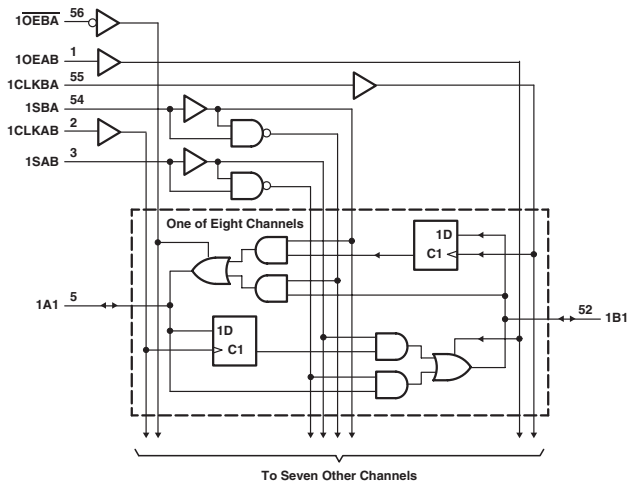 1O̅E̅B̅A̅ 56
1OEAB 1
1CLKBA 55
1SBA 54
1CLKAB 2
1SAB 3
One of Eight Channels
1D
C1
1A1 5
52 1B1
1D
C1
To Seven Other Channels